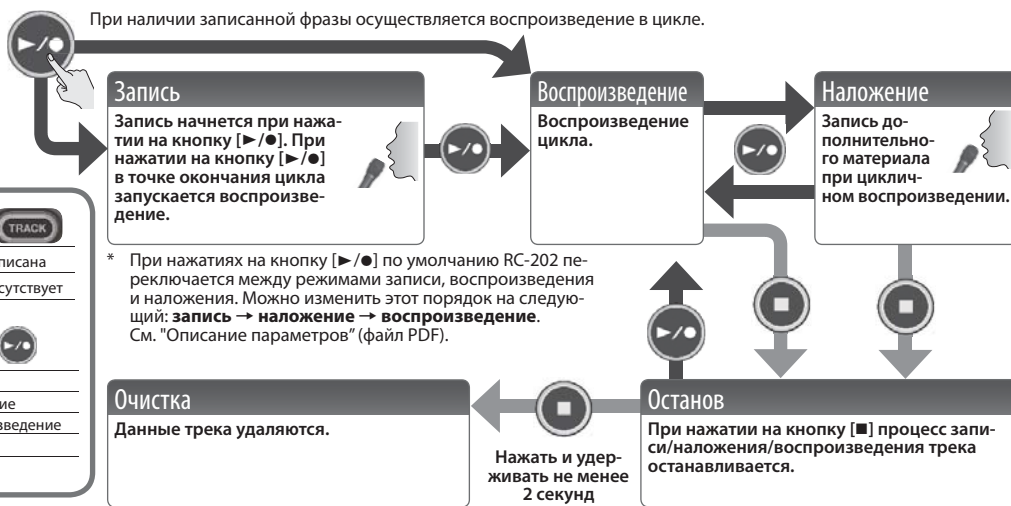 При наличии записанной фразы осуществляется воспроизведение в цикле.
►/●
Запись
Запись начнется при нажа-
тии на кнопку [►/●]. При
нажатии на кнопку [►/●]
в точке окончания цикла
запускается воспроизве-
дение.
►/●
Воспроизведение
Воспроизведение
цикла.
►/●
Наложение
Запись до-
полнительно-
го материала
при циклич-
ном воспроизведении.
TRACK
* При нажатиях на кнопку [►/●] по умолчанию RC-202 пе-
реключается между режимами записи, воспроизведения
и наложения. Можно изменить этот порядок на следую-
щий: запись → наложение → воспроизведение.
См. "Описание параметров" (файл PDF).
►/●
►/●
Очистка
Данные трека удаляются.
Нажать и удер-
живать не менее
2 секунд
Останов
При нажатии на кнопку [■] процесс запи-
си/наложения/воспроизведения трека
останавливается.